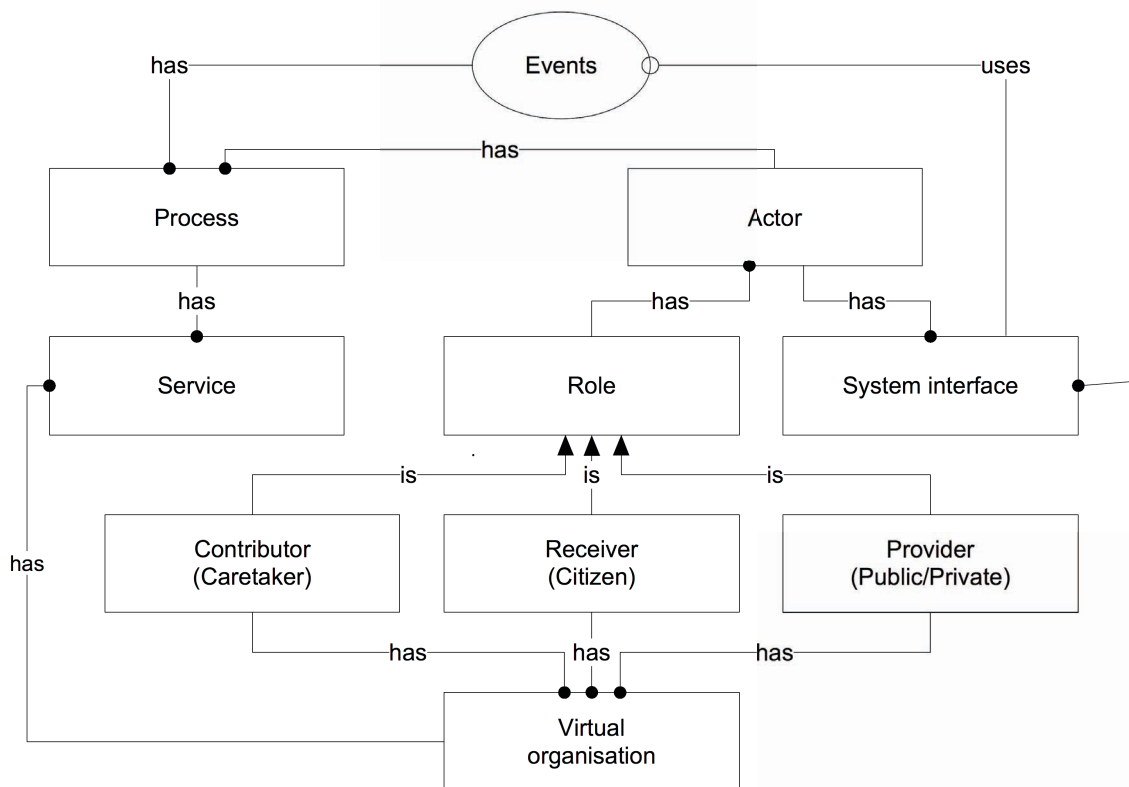 Events
has
uses
has
Process
Actor
has
has
has
Service
Role
System interface
is
is
is
Contributor
(Caretaker)
Receiver
(Citizen)
Provider
(Public/Private)
has
has
has
has
Virtual
organisation